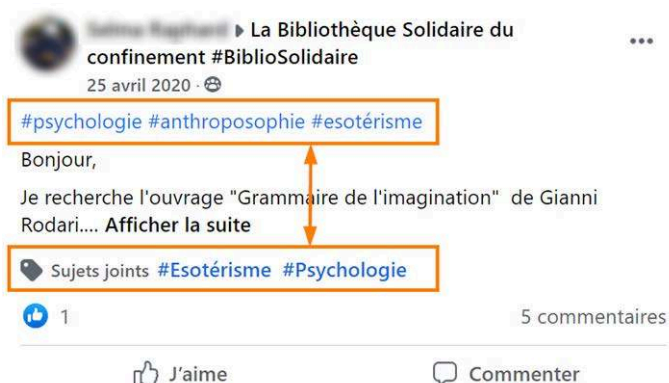 ▸ La Bibliothèque Solidaire du
confinement #BiblioSolidaire
25 avril 2020 ·
#psychologie #anthroposophie #esotérisme
Bonjour,
Je recherche l'ouvrage "Grammaire de l'imagination" de Gianni
Rodari.... Afficher la suite
Sujets joints #Esotérisme #Psychologie
1 5 commentaires
J'aime Commenter